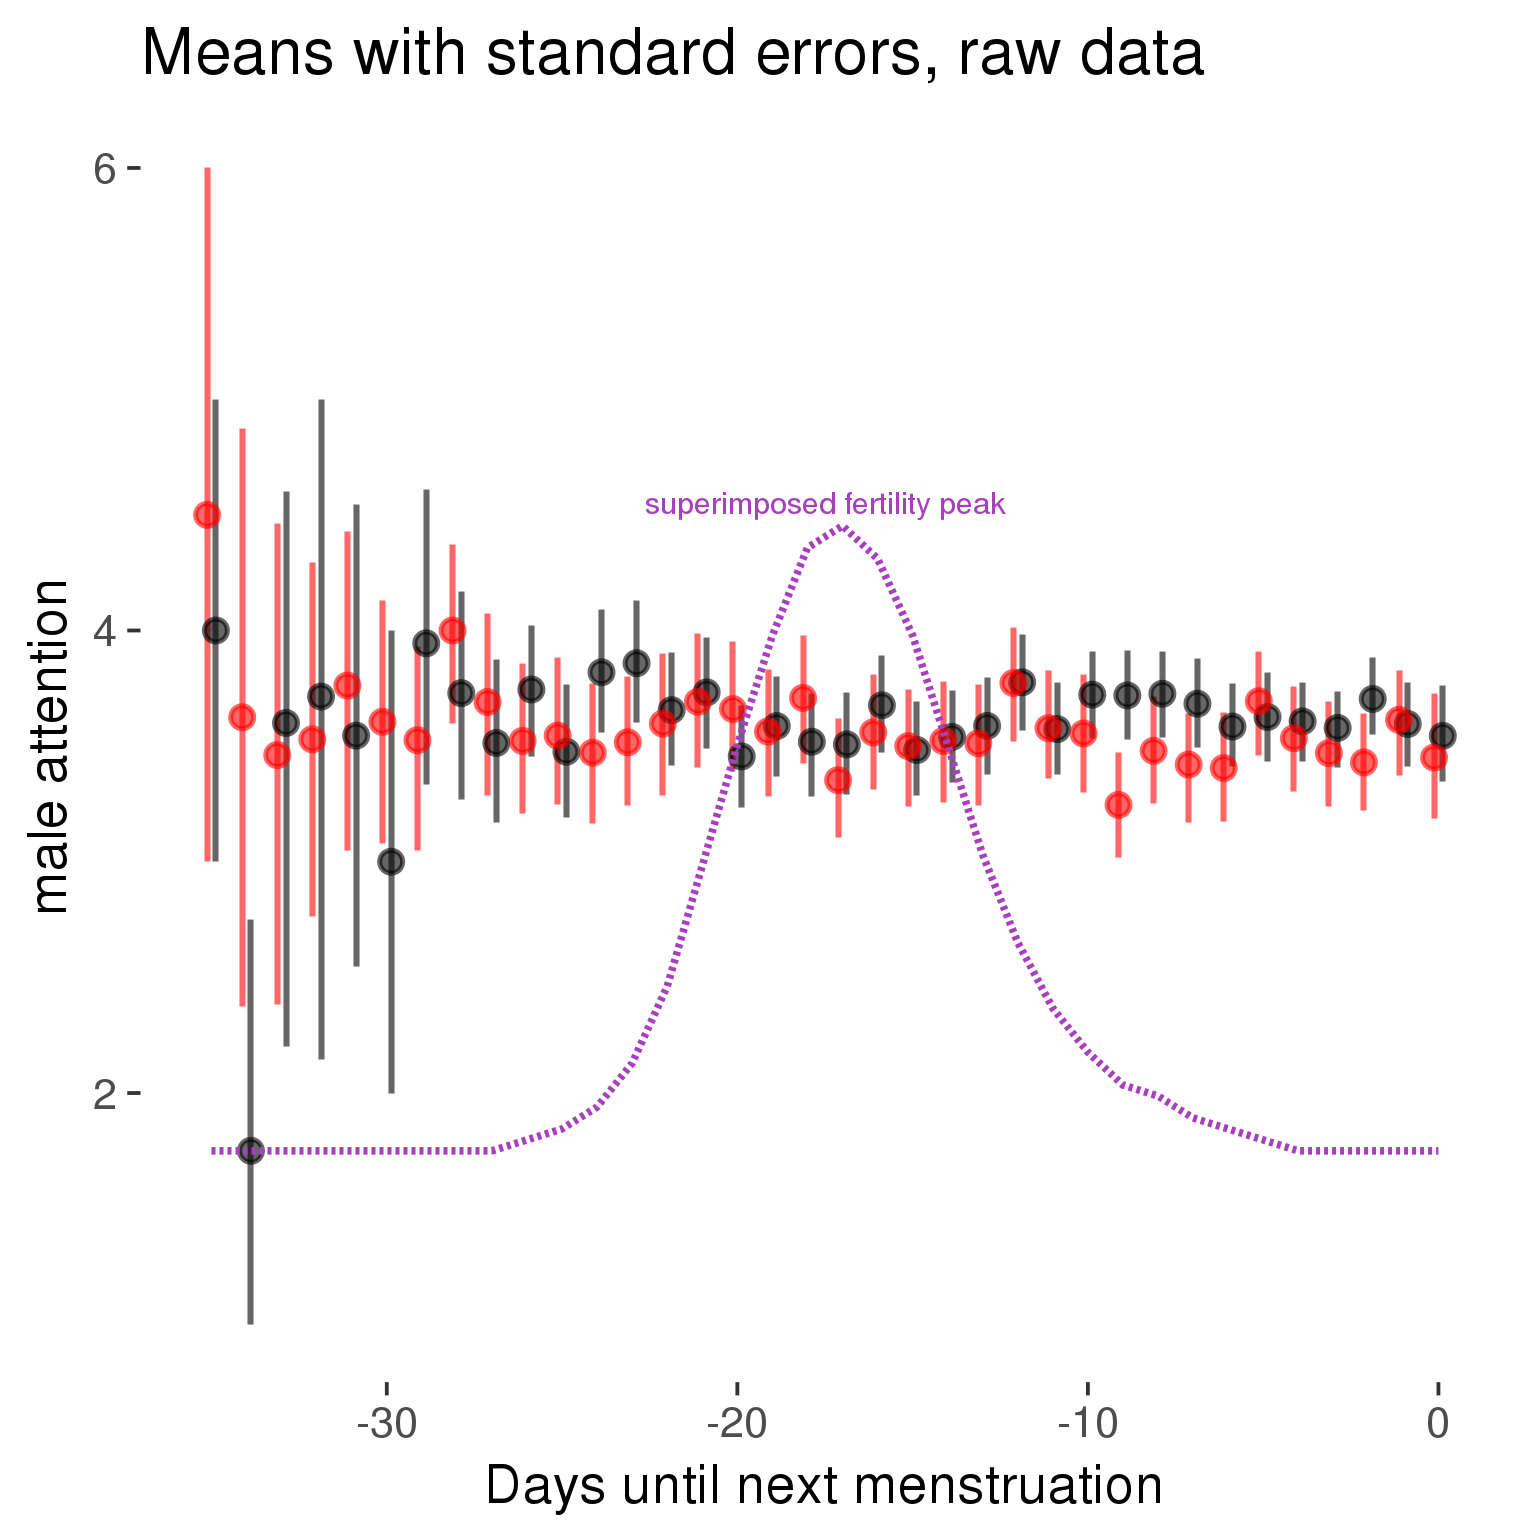 Means with standard errors, raw data
6
superimposed fertility peak
4
male attention
2
-30
-20
-10
0
Days until next menstruation